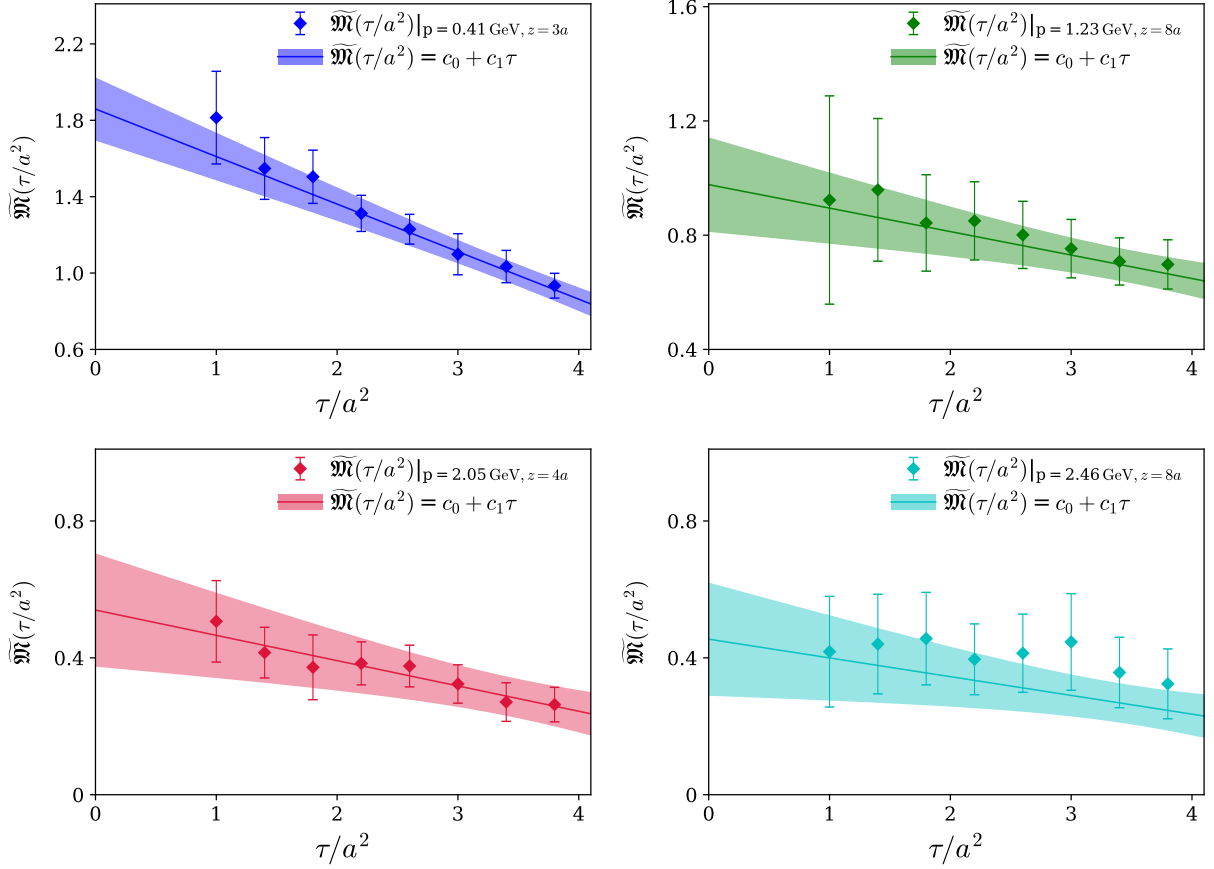 𝔐̃(τ/a²)|p = 0.41 GeV, z = 3a
𝔐̃(τ/a²) = c₀ + c₁τ
2.2
1.8
1.4
1.0
0.6
𝔐̃(τ/a²)
0 1 2 3 4
τ/a²
𝔐̃(τ/a²)|p = 1.23 GeV, z = 8a
𝔐̃(τ/a²) = c₀ + c₁τ
1.6
1.2
0.8
0.4
𝔐̃(τ/a²)
0 1 2 3 4
τ/a²
𝔐̃(τ/a²)|p = 2.05 GeV, z = 4a
𝔐̃(τ/a²) = c₀ + c₁τ
0.8
0.4
0
𝔐̃(τ/a²)
0 1 2 3 4
τ/a²
𝔐̃(τ/a²)|p = 2.46 GeV, z = 8a
𝔐̃(τ/a²) = c₀ + c₁τ
0.8
0.4
0
𝔐̃(τ/a²)
0 1 2 3 4
τ/a²